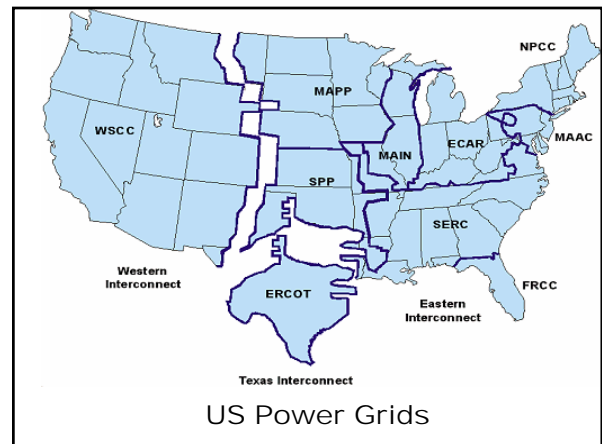 NPCC
MAPP
WSCC
MAIN
ECAR
MAAC
SPP
SERC
Western
Interconnect
ERCOT
Eastern
Interconnect
FRCC
Texas Interconnect
US Power Grids